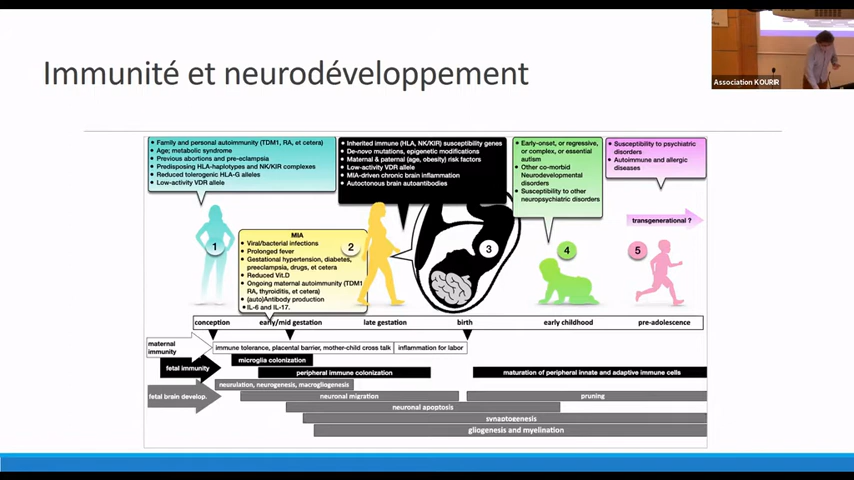 Immunité et neurodéveloppement
Association KOURIR
• Family and personal autoimmunity (TDM1, RA, et cetera)
• Age; metabolic syndrome
• Previous abortions and pre-eclampsia
• Predisposing HLA-haplotypes and NK/KIR complexes
• Reduced tolerogenic HLA-G alleles
• Low-activity VDR allele
• Inherited immune (HLA, NK/KIR) susceptibility genes
• De-novo mutations, epigenetic modifications
• Maternal & paternal (age, obesity) risk factors
• Low-activity VDR allele
• MIA-driven chronic brain inflammation
• Autoctonous brain autoantibodies
• Early-onset, or regressive, or complex, or essential autism
• Other co-morbid Neurodevelopmental disorders
• Susceptibility to other neuropsychiatric disorders
• Susceptibility to psychiatric disorders
• Autoimmune and allergic diseases
transgenerational ?
1
MIA
• Viral/bacterial infections
• Prolonged fever
• Gestational hypertension, diabetes, preeclampsia, drugs, et cetera
• Reduced Vit.D
• Ongoing maternal autoimmunity (TDM1 RA, thyroiditis, et cetera)
• (auto)Antibody production
• IL-6 and IL-17.
2
3
4
5
conception early/mid gestation late gestation birth early childhood pre-adolescence
maternal immunity
immune tolerance, placental barrier, mother-child cross talk inflammation for labor
microglia colonization
fetal immunity
peripheral immune colonization maturation of peripheral innate and adaptive immune cells
neurulation, neurogenesis, macrogliogenesis
fetal brain develop.
neuronal migration pruning
neuronal apoptosis
synaptogenesis
gliogenesis and myelination